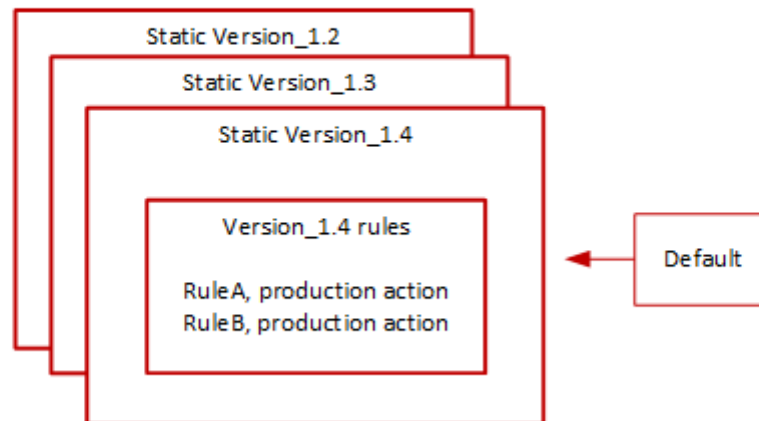 Static Version_1.2
Static Version_1.3
Static Version_1.4
Version_1.4 rules
RuleA, production action
RuleB, production action
Default